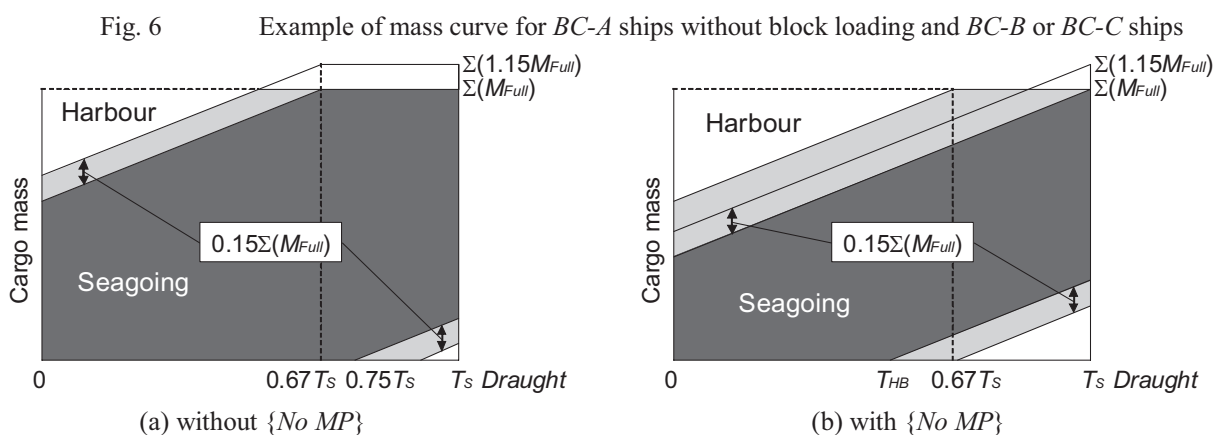 Fig. 6 Example of mass curve for BC-A ships without block loading and BC-B or BC-C ships
Σ(1.15MFull)
Σ(MFull)
Harbour
Cargo mass
0.15Σ(MFull)
Seagoing
0 0.67TS 0.75TS TS Draught
(a) without {No MP}
Σ(1.15MFull)
Σ(MFull)
Harbour
Cargo mass
0.15Σ(MFull)
Seagoing
0 THB 0.67TS TS Draught
(b) with {No MP}